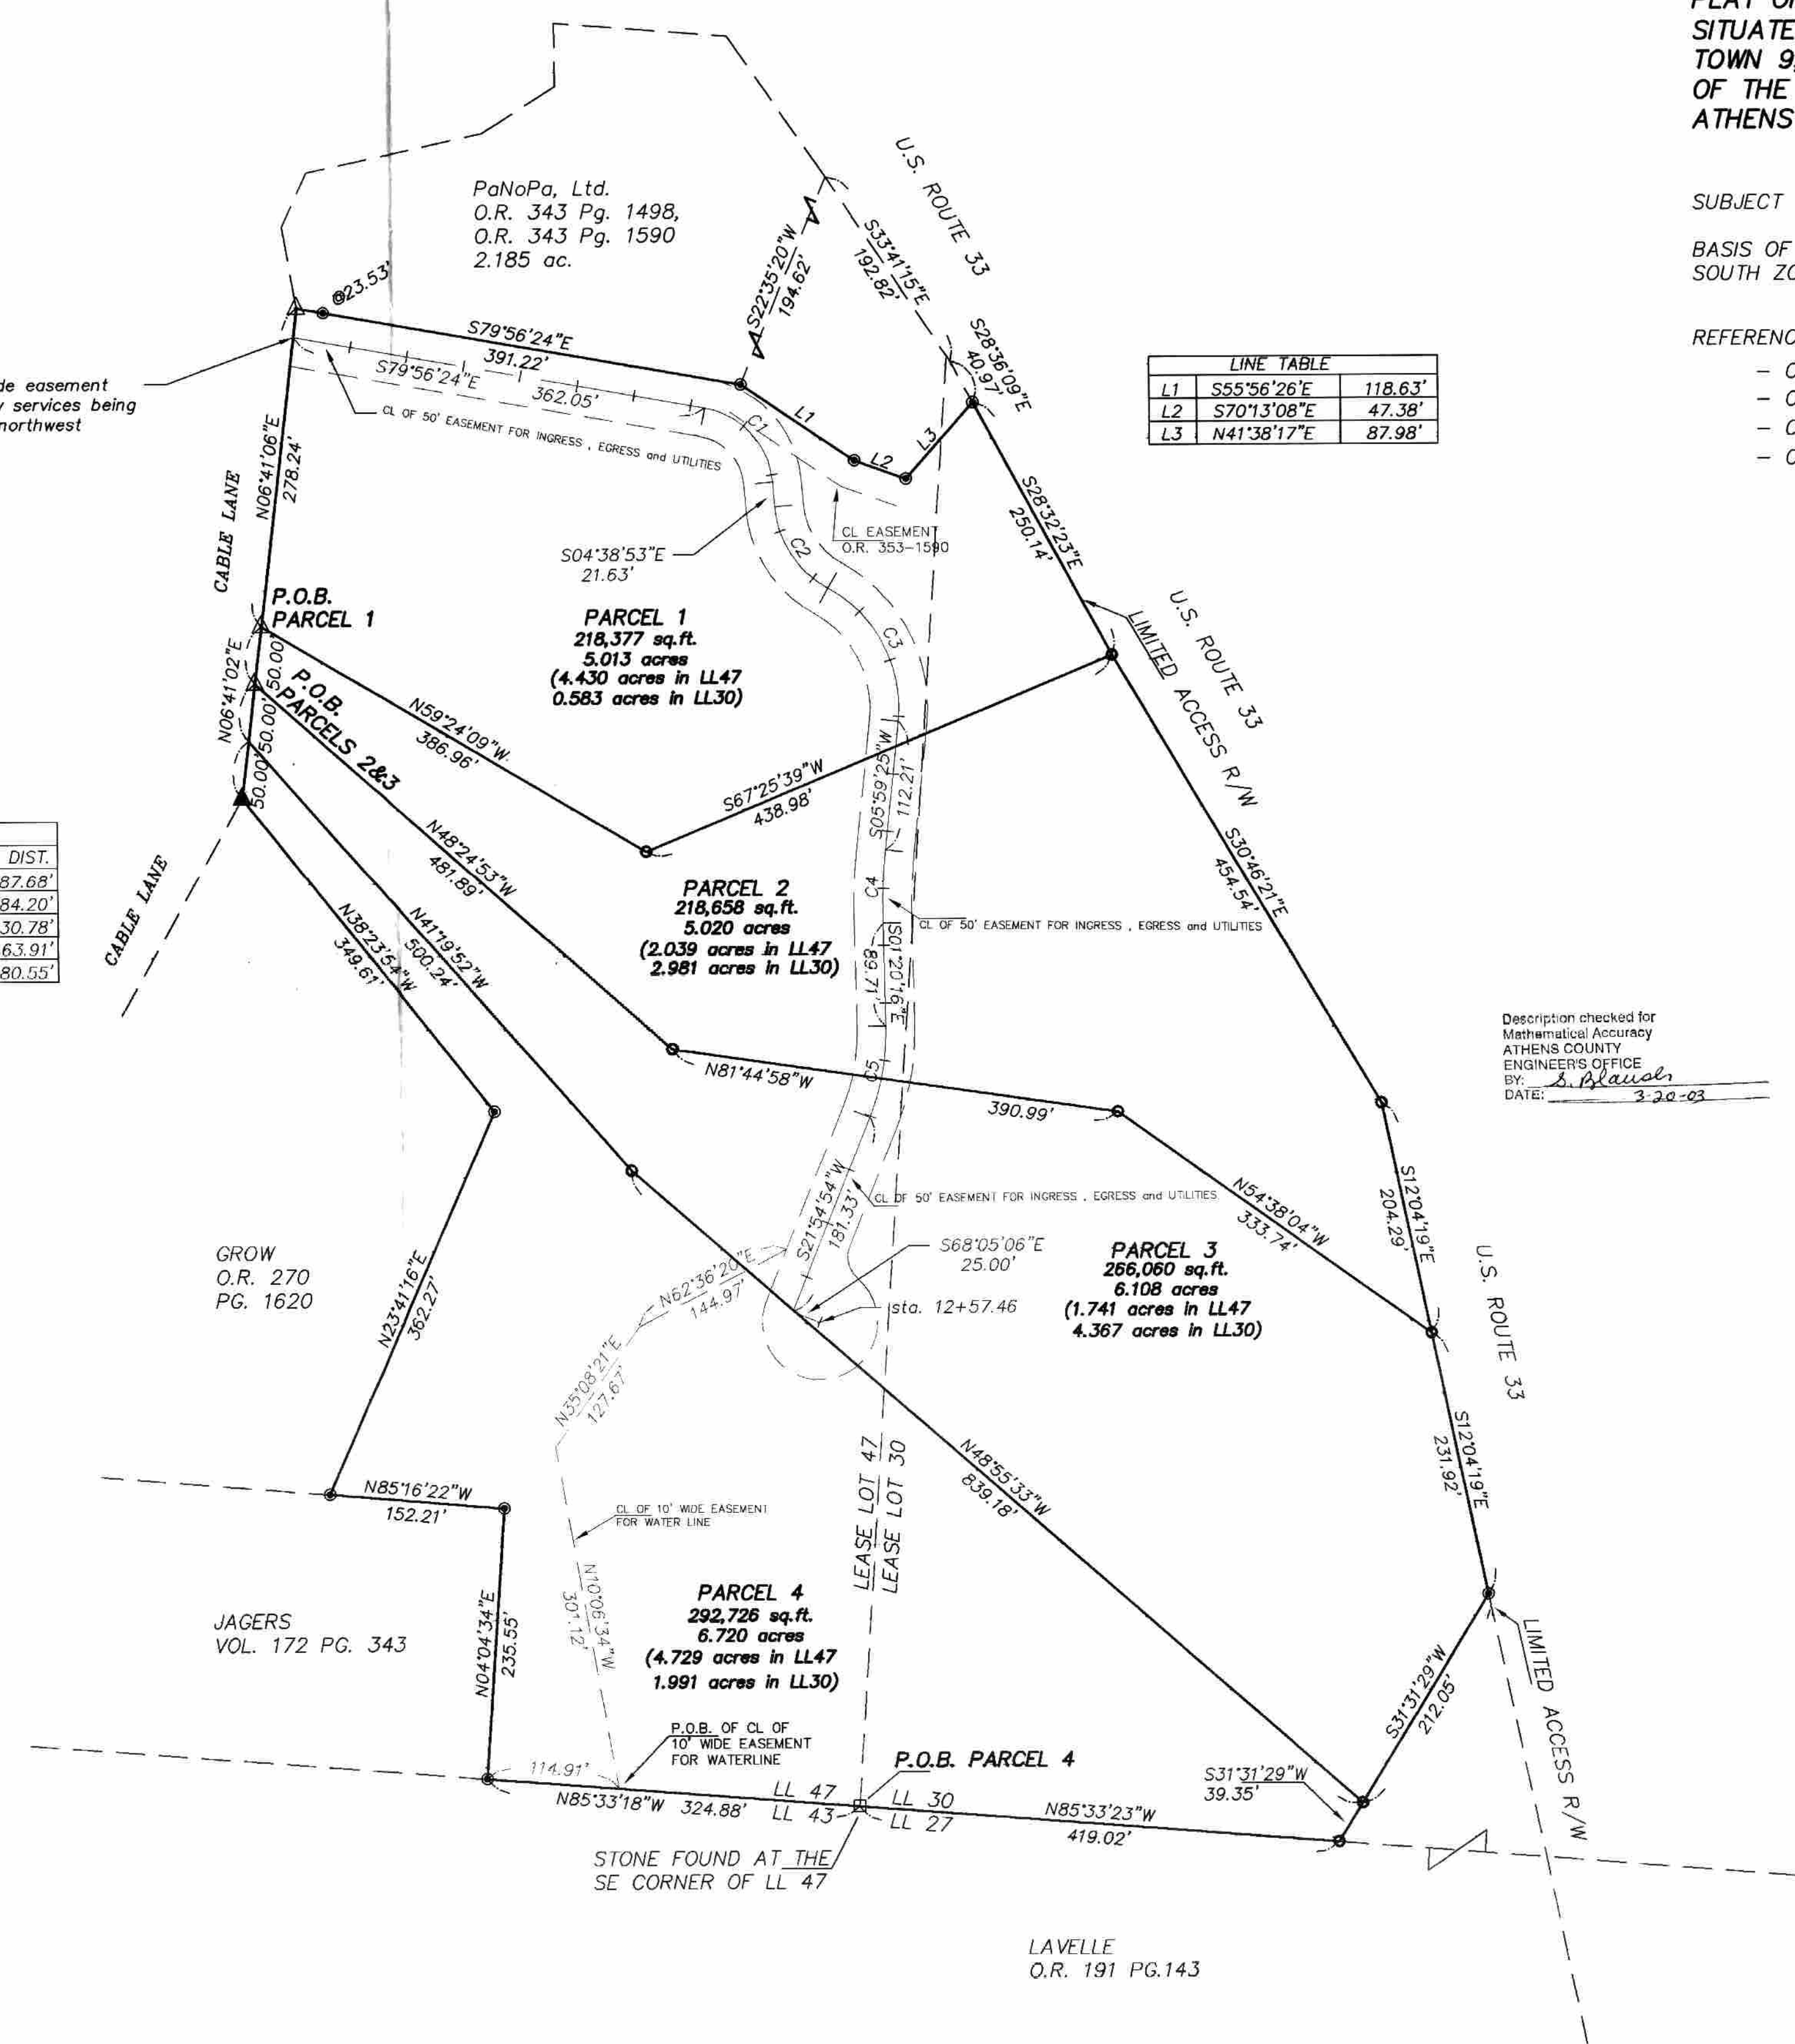 PLAT OF
SITUATE
TOWN 9,
OF THE
ATHENS
SUBJECT
BASIS OF
SOUTH
REFERENC
PaNoPa, Ltd.
O.R. 343 Pg. 1498,
O.R. 343 Pg. 1590
2.185 ac.
U.S. ROUTE 33
@23.53'
S79°56'24"E
391.22'
S79°56'24"E
362.05'
CL OF 50' EASEMENT FOR INGRESS , EGRESS and UTILITIES
S22°35'20"W
194.62'
S33°41'15"E
192.82'
S28°36'09"E
40.97'
L1
L2
L3
LINE TABLE
L1 S55°56'26"E 118.63'
L2 S70°13'08"E 47.38'
L3 N41°38'17"E 87.98'
de easement
services being
northwest
CABLE LANE
N06°41'06"E
278.24'
C1
S04°38'53"E
21.63'
C2
CL EASEMENT
O.R. 353-1590
S28°32'23"E
250.14'
C3
P.O.B.
PARCEL 1
PARCEL 1
218,377 sq.ft.
5.013 acres
(4.430 acres in LL47
0.583 acres in LL30)
U.S. ROUTE 33
LIMITED ACCESS R/W
N06°41'02"E
50.00'
50.00'
50.00'
P.O.B.
PARCELS 2&3
N59°24'09"W
386.96'
S67°25'39"W
438.98'
S05°59'25"W
112.21'
DIST.
87.68'
84.20'
30.78'
63.91'
80.55'
CABLE LANE
N48°24'53"W
481.89'
N41°19'52"W
500.24'
N38°23'54"W
349.61'
PARCEL 2
218,658 sq.ft.
5.020 acres
(2.039 acres in LL47
2.981 acres in LL30)
C4
CL OF 50' EASEMENT FOR INGRESS , EGRESS and UTILITIES
S01°20'16"E
89.71'
S30°46'21"E
454.54'
C5
N81°44'58"W
390.99'
Description checked for
Mathematical Accuracy
ATHENS COUNTY
ENGINEER'S OFFICE
BY:
DATE: 3-20-03
S21°54'54"W
181.33'
CL OF 50' EASEMENT FOR INGRESS , EGRESS and UTILITIES
N54°38'04"W
333.74'
S12°04'19"E
204.29'
U.S. ROUTE 33
GROW
O.R. 270
PG. 1620
N23°41'16"E
362.27'
N62°36'20"E
144.97'
S68°05'06"E
25.00'
sta. 12+57.46
PARCEL 3
266,060 sq.ft.
6.108 acres
(1.741 acres in LL47
4.367 acres in LL30)
N35°08'21"E
127.67'
S12°04'19"E
231.92'
N85°16'22"W
152.21'
CL OF 10' WIDE EASEMENT
FOR WATER LINE
LEASE LOT 47
LEASE LOT 30
N48°55'33"W
839.18'
JAGERS
VOL. 172 PG. 343
N04°04'34"E
235.55'
N10°06'34"W
301.12'
PARCEL 4
292,726 sq.ft.
6.720 acres
(4.729 acres in LL47
1.991 acres in LL30)
S31°31'29"W
212.05'
LIMITED ACCESS R/W
P.O.B. OF CL OF
10' WIDE EASEMENT
FOR WATERLINE
P.O.B. PARCEL 4
S31°31'29"W
39.35'
114.91'
N85°33'18"W 324.88'
LL 47
LL 43
LL 30
LL 27
N85°33'23"W
419.02'
STONE FOUND AT THE
SE CORNER OF LL 47
LAVELLE
O.R. 191 PG.143